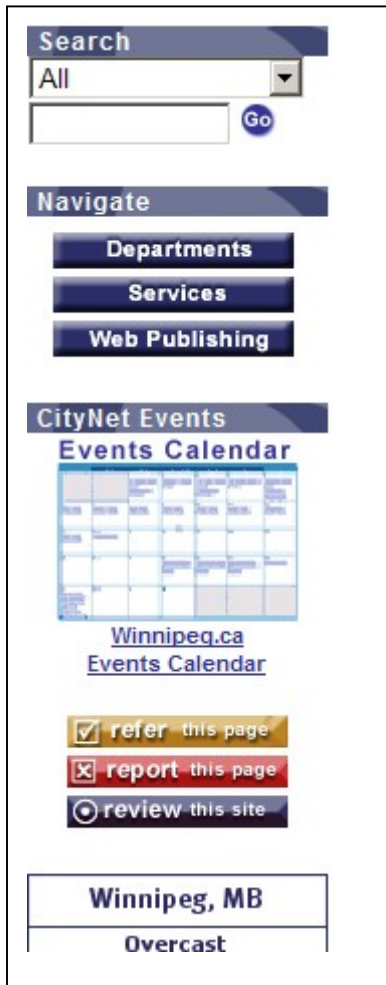 Search
All
Go
Navigate
Departments
Services
Web Publishing
CityNet Events
Events Calendar
Winnipeg.ca
Events Calendar
refer this page
report this page
review this site
Winnipeg, MB
Overcast